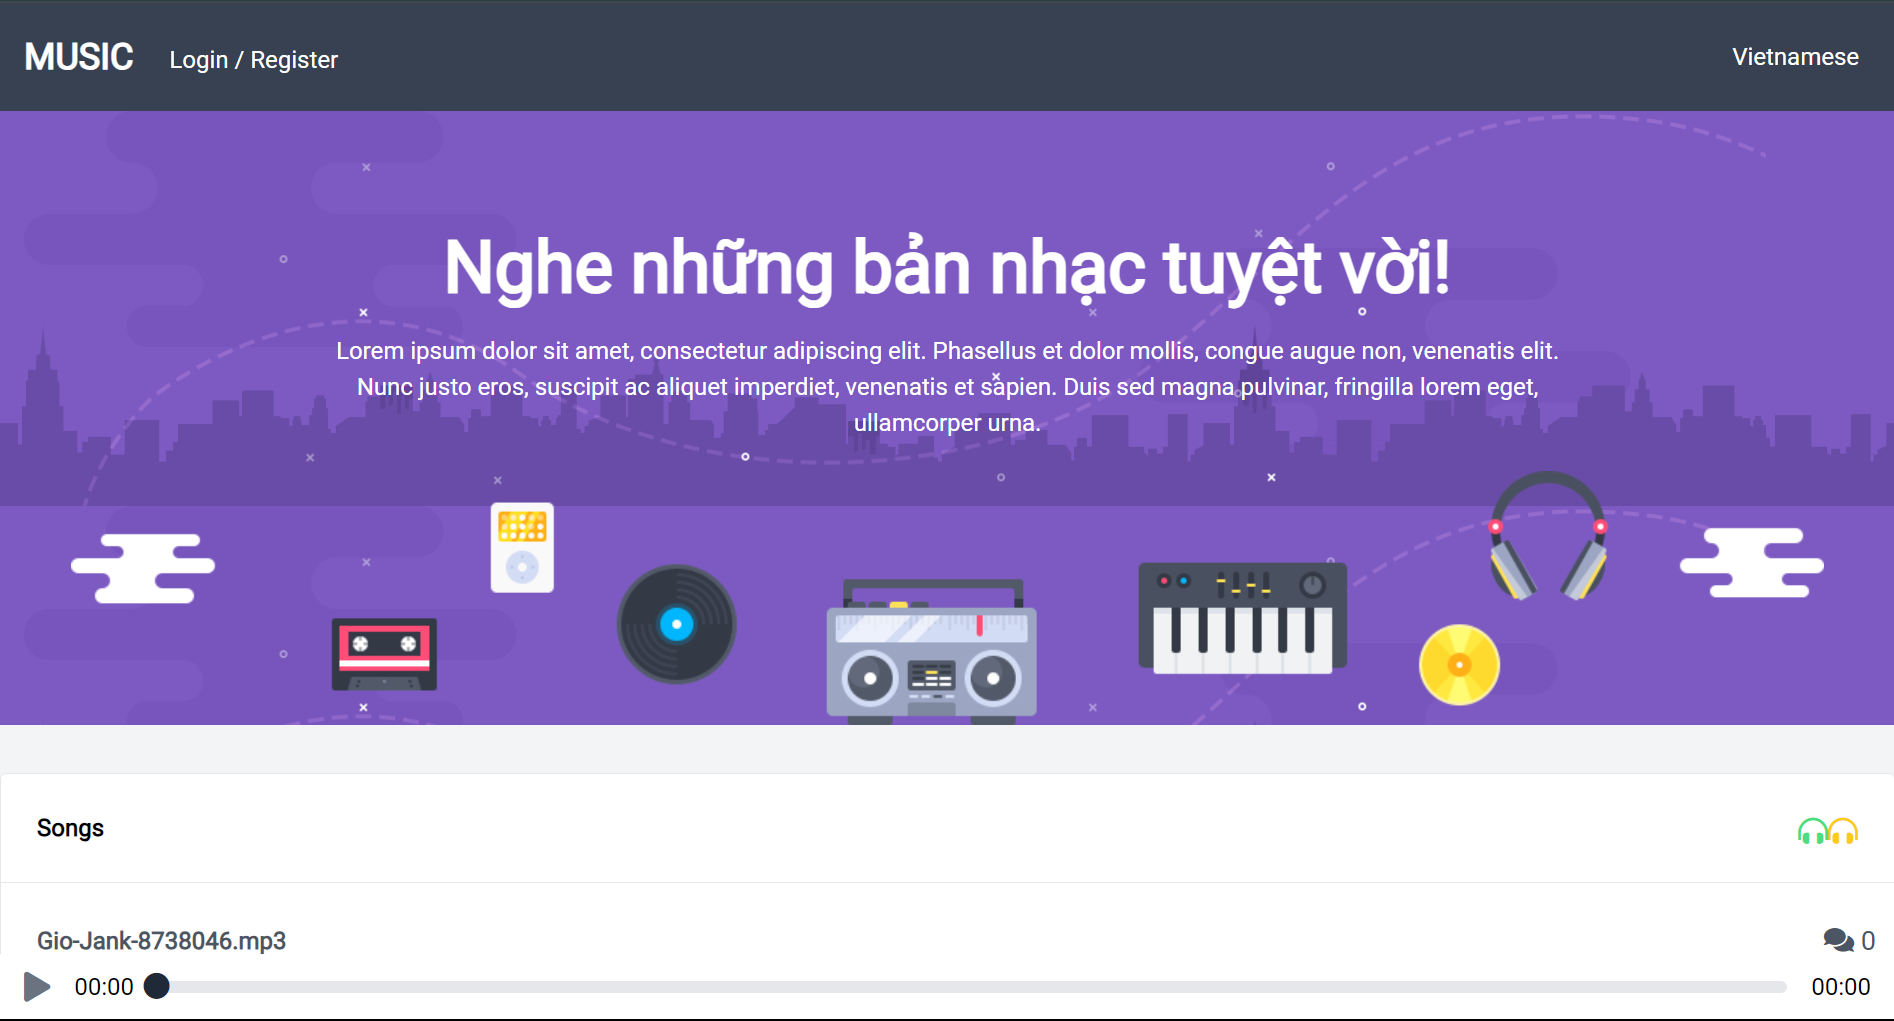 MUSIC
Login / Register
Vietnamese
Nghe những bản nhạc tuyệt vời!
Lorem ipsum dolor sit amet, consectetur adipiscing elit. Phasellus et dolor mollis, congue augue non, venenatis elit.
Nunc justo eros, suscipit ac aliquet imperdiet, venenatis et sapien. Duis sed magna pulvinar, fringilla lorem eget,
ullamcorper urna.
Songs
Gio-Jank-8738046.mp3
0
00:00
00:00